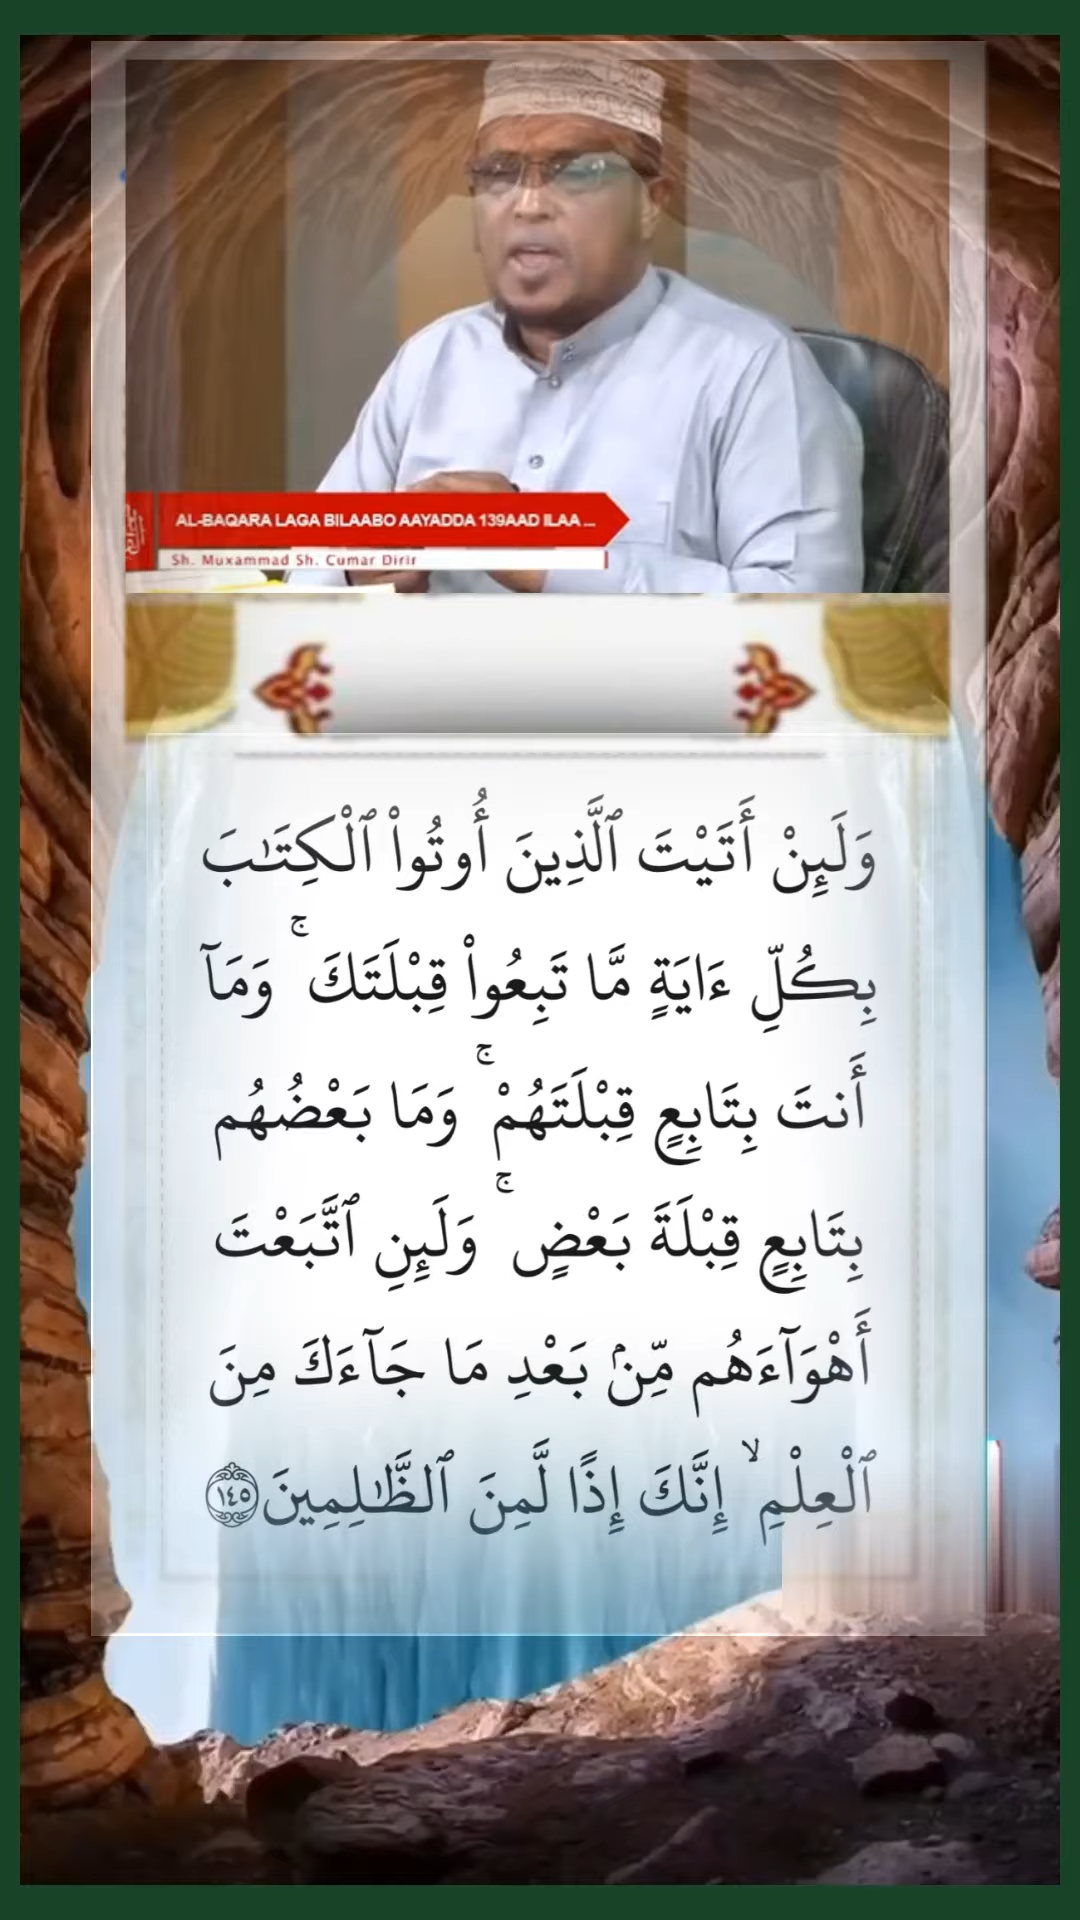 AL-BAQARA LAGA BILAABO AAYADDA 139AAD ILAA ...
Sh. Muxammad Sh. Cumar Dirir
وَلَئِنْ أَتَيْتَ ٱلَّذِينَ أُوتُوا۟ ٱلْكِتَـٰبَ
بِكُلِّ ءَايَةٍ مَّا تَبِعُوا۟ قِبْلَتَكَ ۚ وَمَآ
أَنتَ بِتَابِعٍ قِبْلَتَهُمْ ۚ وَمَا بَعْضُهُم
بِتَابِعٍ قِبْلَةَ بَعْضٍ ۚ وَلَئِنِ ٱتَّبَعْتَ
أَهْوَآءَهُم مِّنۢ بَعْدِ مَا جَآءَكَ مِنَ
ٱلْعِلْمِ ۙ إِنَّكَ إِذًا لَّمِنَ ٱلظَّـٰلِمِينَ ١٤٥